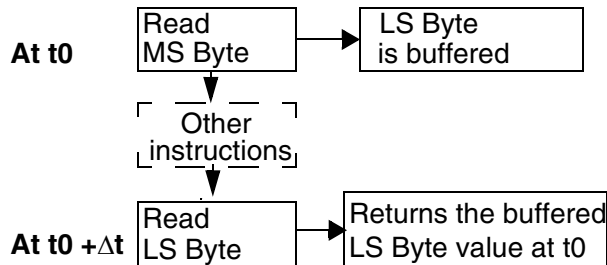 At t0
Read
MS Byte
LS Byte
is buffered
Other
instructions
At t0 +Δt
Read
LS Byte
Returns the buffered
LS Byte value at t0